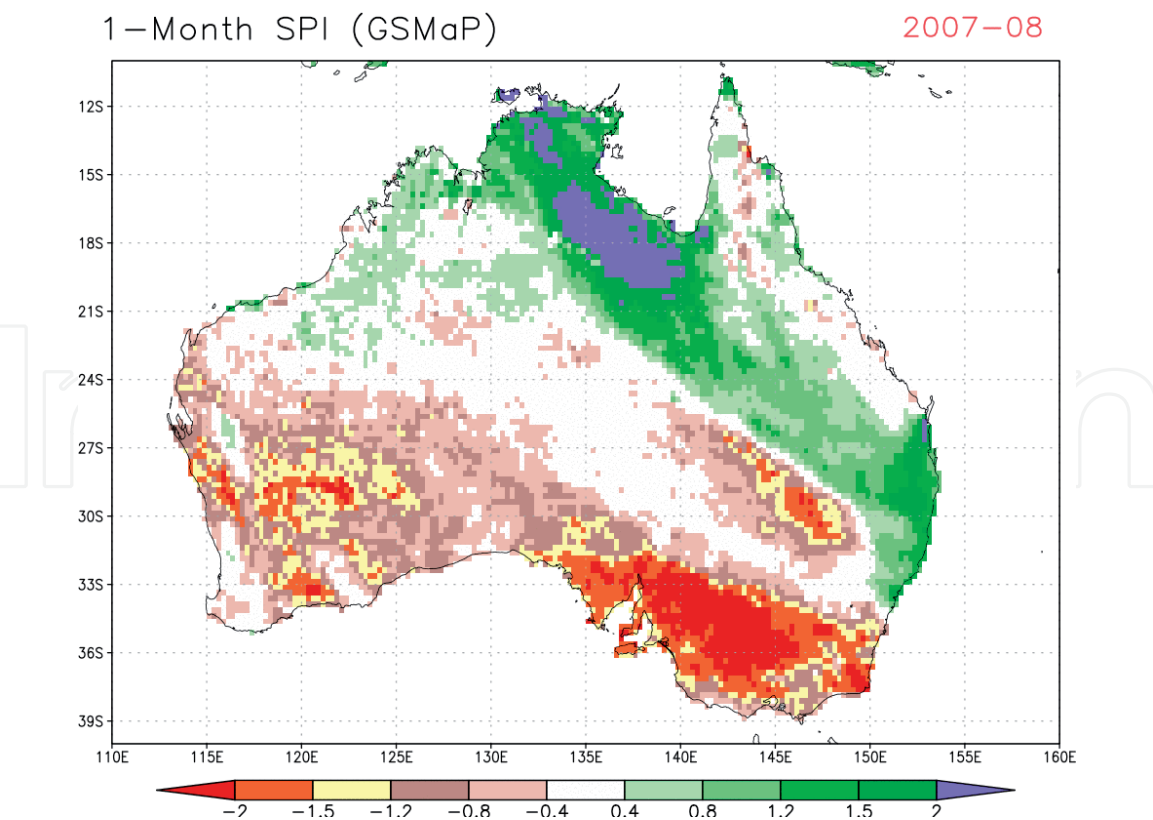 1-Month SPI (GSMaP) 2007-08
12S
15S
18S
21S
24S
27S
30S
33S
36S
39S
110E 115E 120E 125E 130E 135E 140E 145E 150E 155E 160E
-2 -1.5 -1.2 -0.8 -0.4 0.4 0.8 1.2 1.5 2